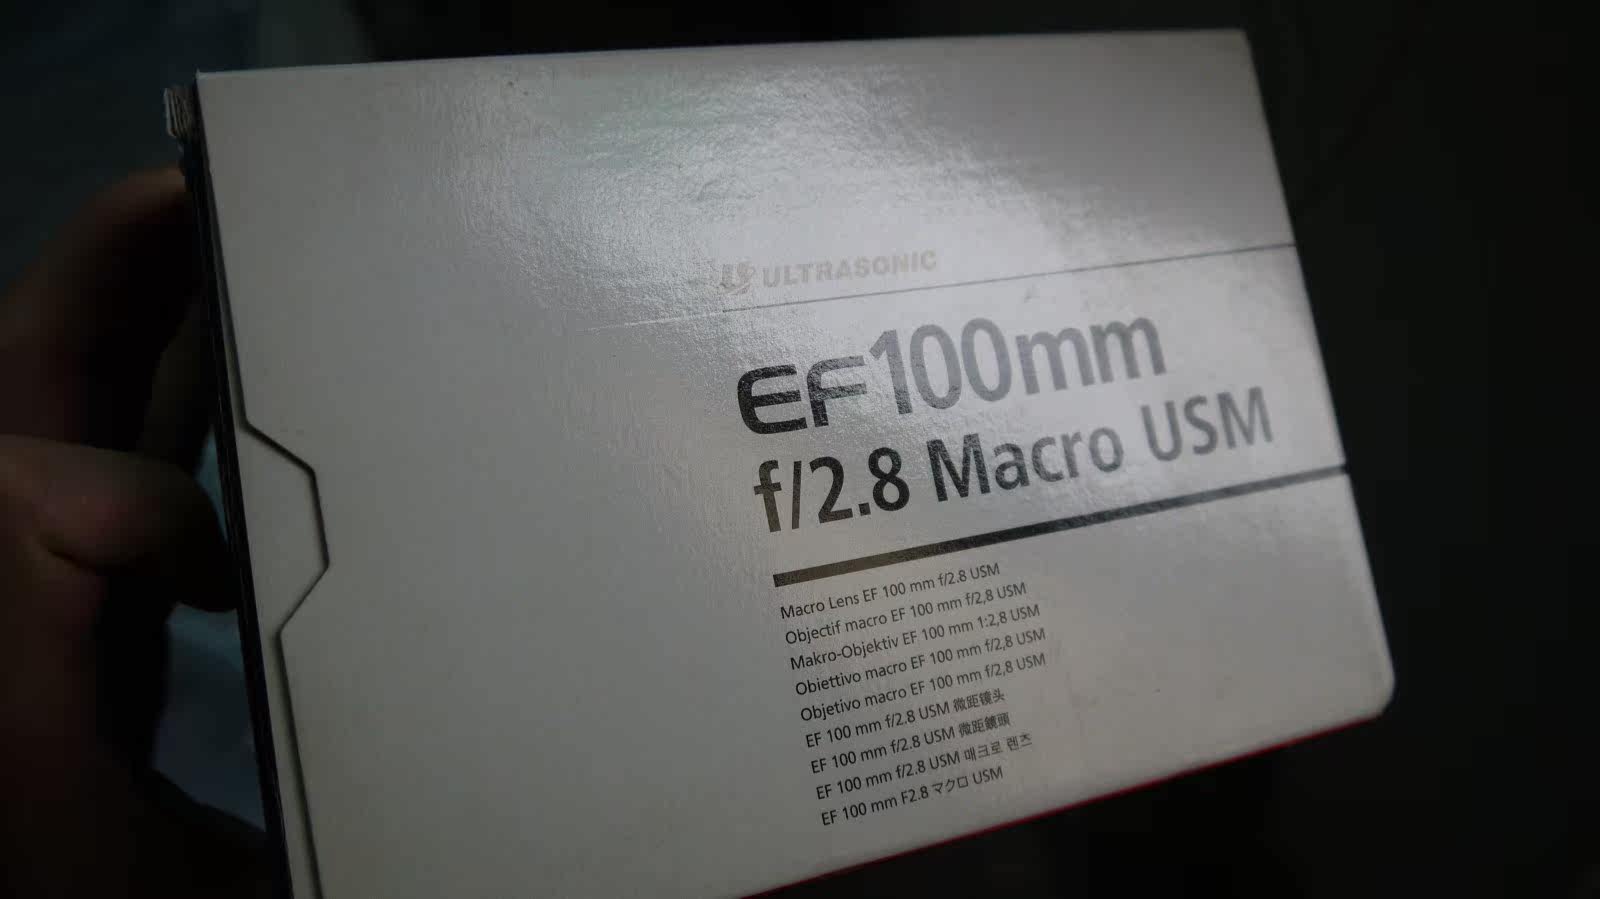 ULTRASONIC
EF100mm
f/2.8 Macro USM
Macro Lens EF 100 mm f/2.8 USM
Objectif macro EF 100 mm f/2,8 USM
Makro-Objektiv EF 100 mm 1:2,8 USM
Obiettivo macro EF 100 mm f/2,8 USM
Objetivo macro EF 100 mm f/2,8 USM
EF 100 mm f/2.8 USM 微距镜头
EF 100 mm f/2.8 USM 微距鏡頭
EF 100 mm f/2.8 USM 매크로 렌즈
EF 100 mm F2.8 マクロ USM